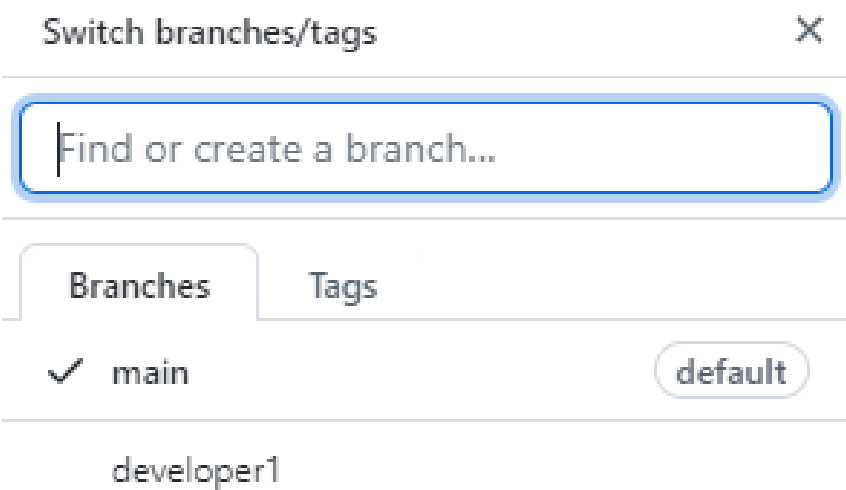 Switch branches/tags
Find or create a branch...
Branches Tags
main default
developer1